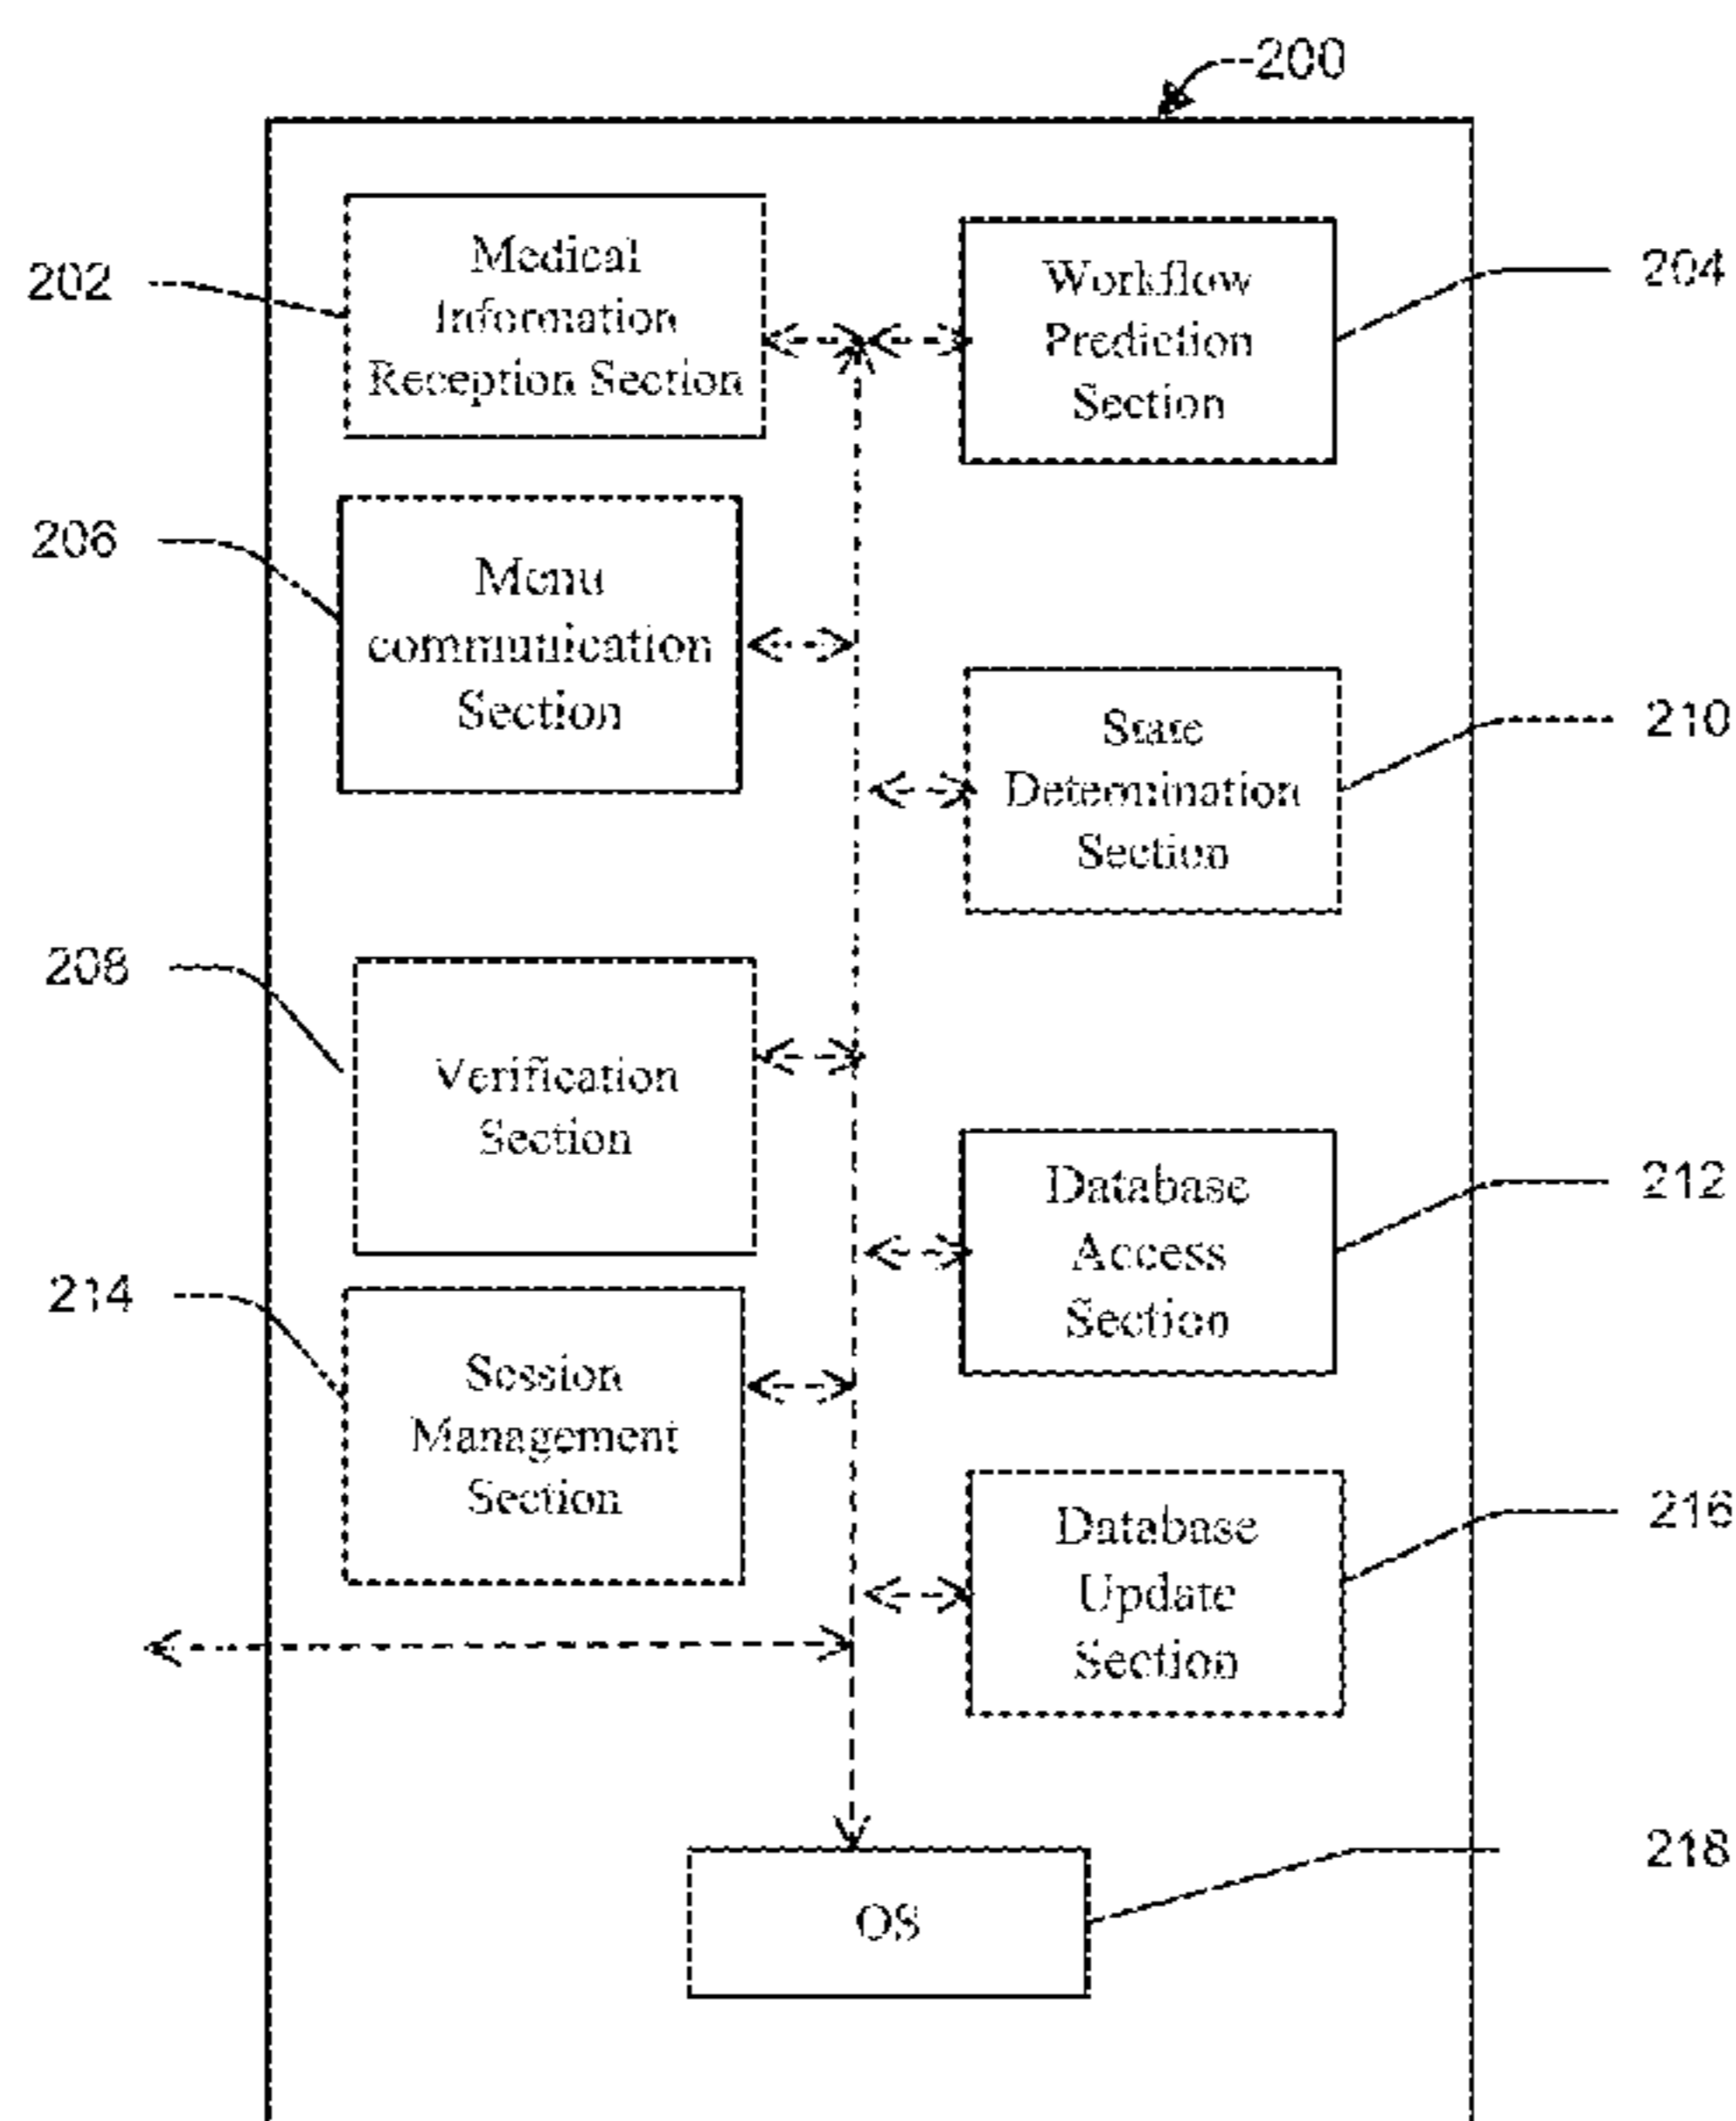 200
202
Medical
Information
Reception Section
Workflow
Prediction
Section
204
206
Menu
communication
Section
State
Determination
Section
210
208
Verification
Section
Database
Access
Section
212
214
Session
Management
Section
Database
Update
Section
216
OS
218